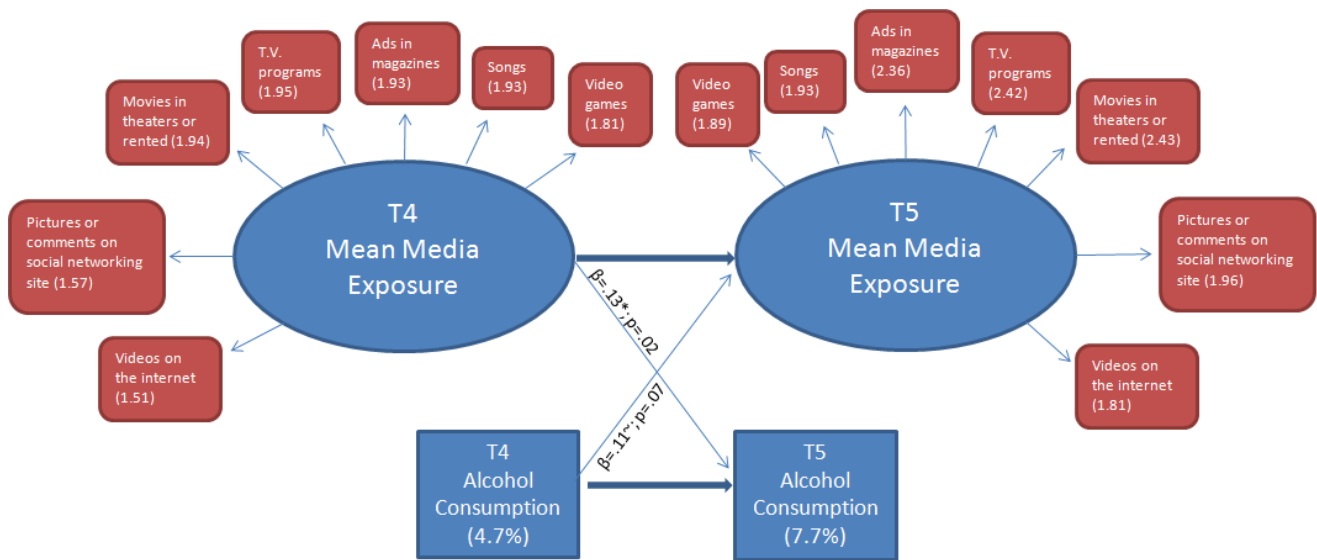 T.V.
programs
(1.95)
Ads in
magazines
(1.93)
Songs
(1.93)
Video
games
(1.81)
Movies in
theaters or
rented (1.94)
Pictures or
comments on
social networking
site (1.57)
Videos on
the internet
(1.51)
T4
Mean Media
Exposure
Video
games
(1.89)
Songs
(1.93)
Ads in
magazines
(2.36)
T.V.
programs
(2.42)
Movies in
theaters or
rented (2.43)
Pictures or
comments on
social networking
site (1.96)
Videos on
the internet
(1.81)
T5
Mean Media
Exposure
β=.13*; p=.02
β=.11~; p=.07
T4
Alcohol
Consumption
(4.7%)
T5
Alcohol
Consumption
(7.7%)